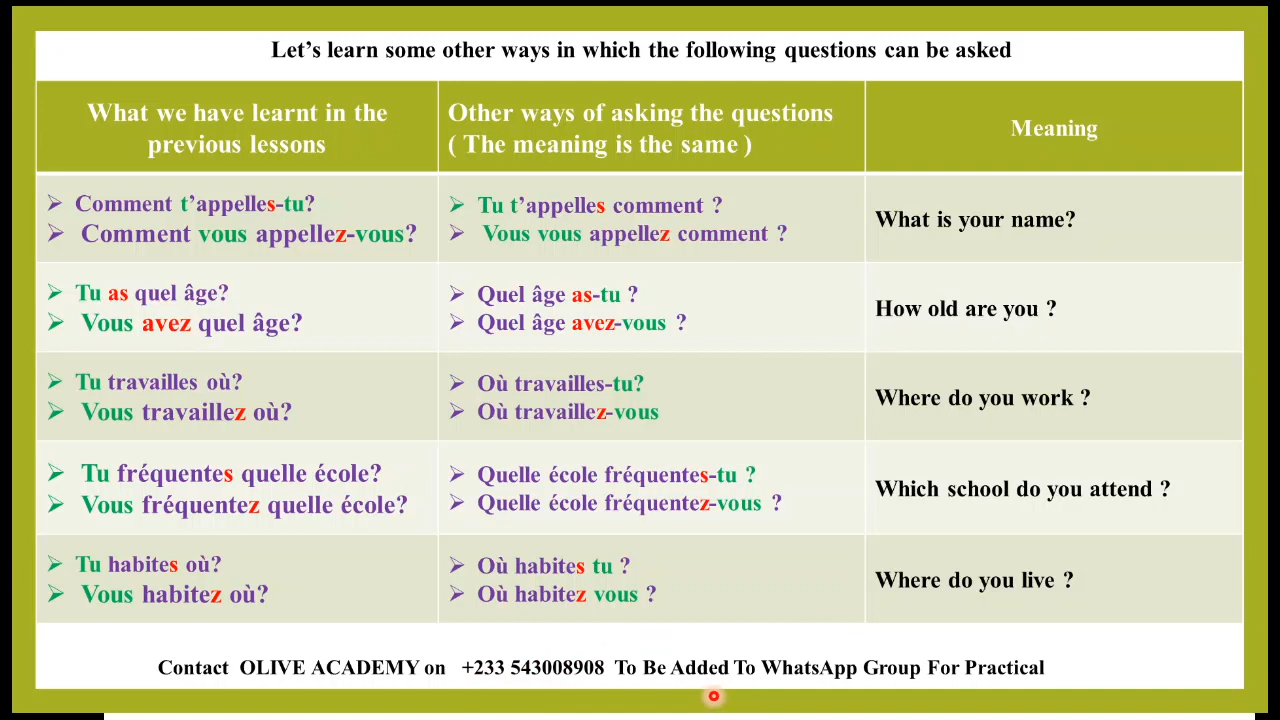 Let's learn some other ways in which the following questions can be asked
What we have learnt in the
previous lessons
Other ways of asking the questions
( The meaning is the same )
Meaning
➢ Comment t'appelles-tu?
➢ Comment vous appellez-vous?
➢ Tu t'appelles comment ?
➢ Vous vous appellez comment ?
What is your name?
➢ Tu as quel âge?
➢ Vous avez quel âge?
➢ Quel âge as-tu ?
➢ Quel âge avez-vous ?
How old are you ?
➢ Tu travailles où?
➢ Vous travaillez où?
➢ Où travailles-tu?
➢ Où travaillez-vous
Where do you work ?
➢ Tu fréquentes quelle école?
➢ Vous fréquentez quelle école?
➢ Quelle école fréquentes-tu ?
➢ Quelle école fréquentez-vous ?
Which school do you attend ?
➢ Tu habites où?
➢ Vous habitez où?
➢ Où habites tu ?
➢ Où habitez vous ?
Where do you live ?
Contact OLIVE ACADEMY on +233 543008908 To Be Added To WhatsApp Group For Practical